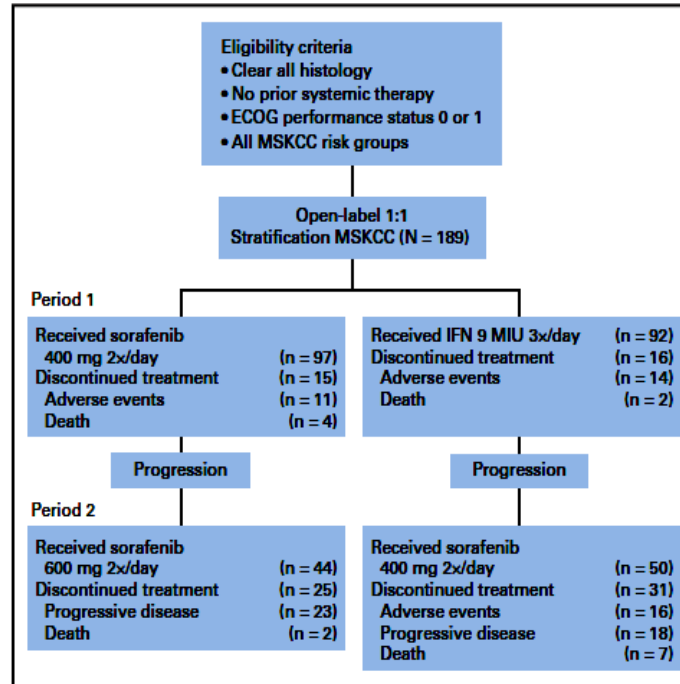 Eligibility criteria
• Clear all histology
• No prior systemic therapy
• ECOG performance status 0 or 1
• All MSKCC risk groups
Open-label 1:1
Stratification MSKCC (N = 189)
Period 1
Received sorafenib
400 mg 2x/day (n = 97)
Discontinued treatment (n = 15)
Adverse events (n = 11)
Death (n = 4)
Received IFN 9 MIU 3x/day (n = 92)
Discontinued treatment (n = 16)
Adverse events (n = 14)
Death (n = 2)
Progression
Progression
Period 2
Received sorafenib
600 mg 2x/day (n = 44)
Discontinued treatment (n = 25)
Progressive disease (n = 23)
Death (n = 2)
Received sorafenib
400 mg 2x/day (n = 50)
Discontinued treatment (n = 31)
Adverse events (n = 16)
Progressive disease (n = 18)
Death (n = 7)